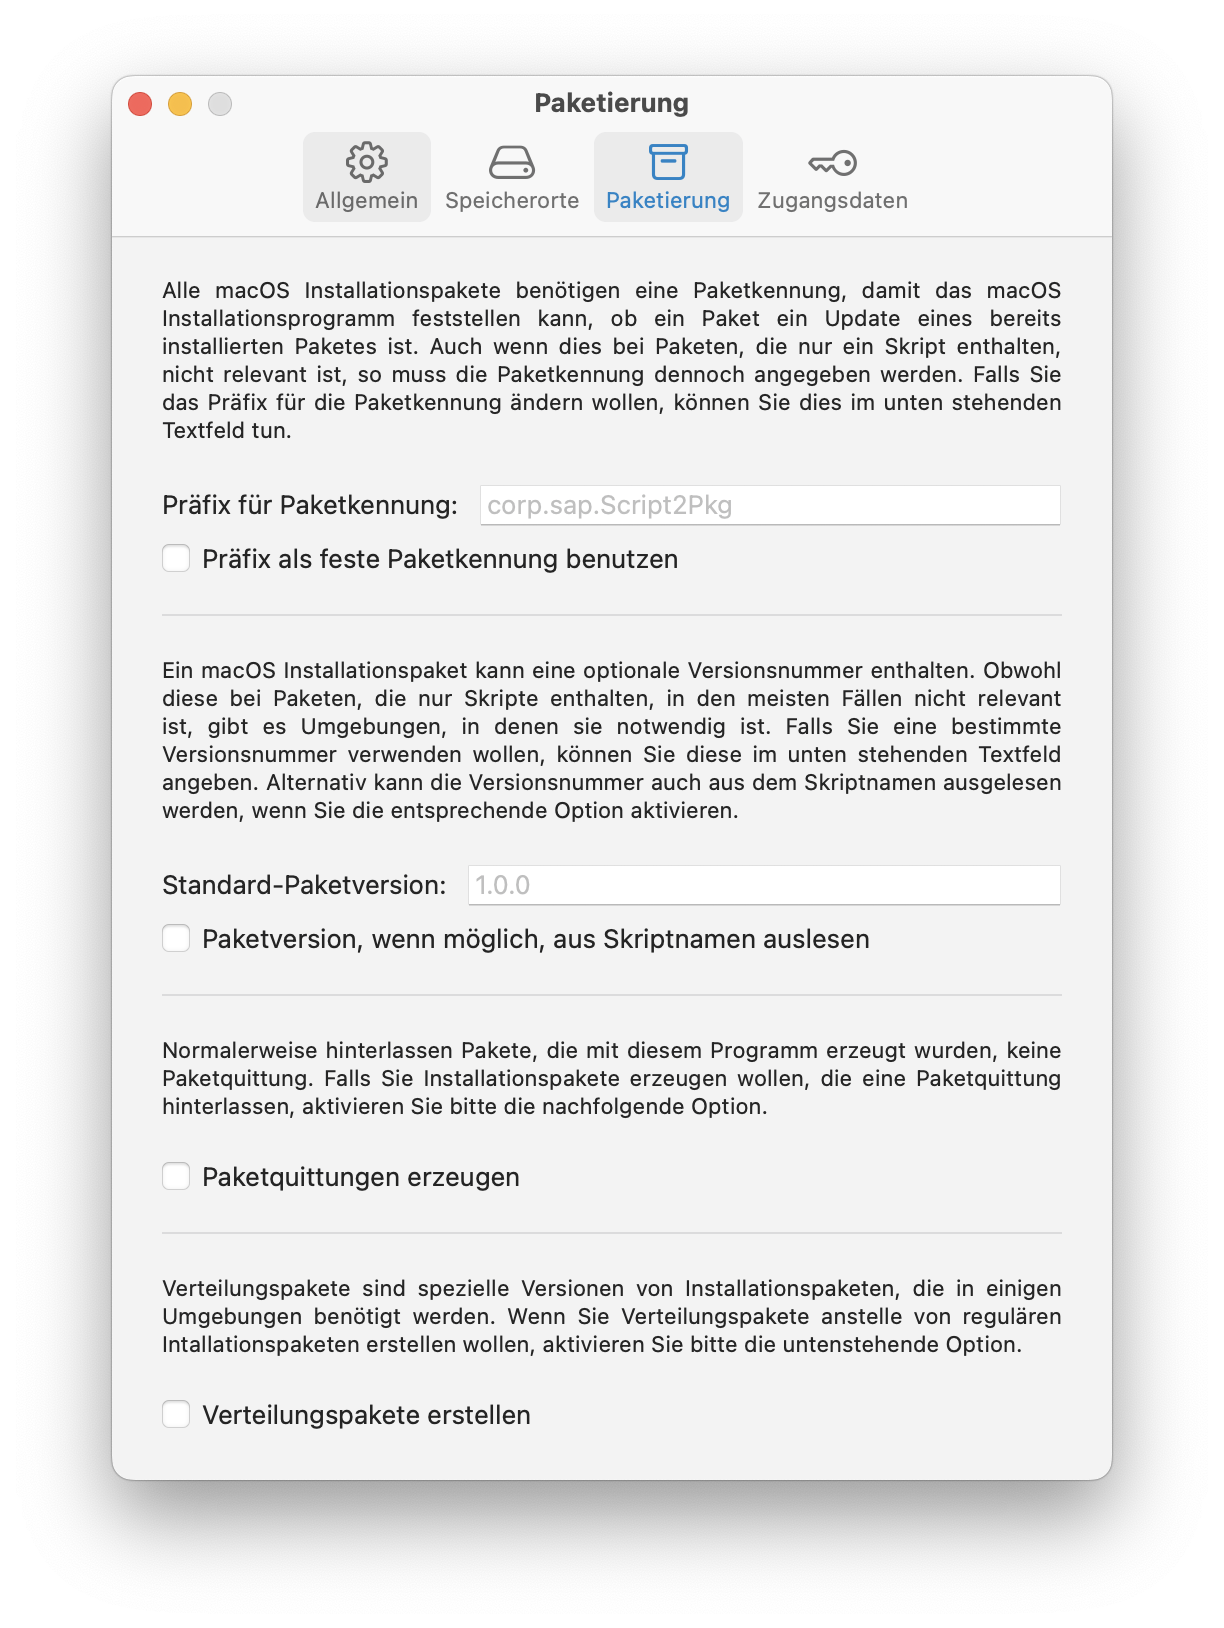 Paketierung
Allgemein Speicherorte Paketierung Zugangsdaten
Alle macOS Installationspakete benötigen eine Paketkennung, damit das macOS
Installationsprogramm feststellen kann, ob ein Paket ein Update eines bereits
installierten Paketes ist. Auch wenn dies bei Paketen, die nur ein Skript enthalten,
nicht relevant ist, so muss die Paketkennung dennoch angegeben werden. Falls Sie
das Präfix für die Paketkennung ändern wollen, können Sie dies im unten stehenden
Textfeld tun.
Präfix für Paketkennung: corp.sap.Script2Pkg
Präfix als feste Paketkennung benutzen
Ein macOS Installationspaket kann eine optionale Versionsnummer enthalten. Obwohl
diese bei Paketen, die nur Skripte enthalten, in den meisten Fällen nicht relevant
ist, gibt es Umgebungen, in denen sie notwendig ist. Falls Sie eine bestimmte
Versionsnummer verwenden wollen, können Sie diese im unten stehenden Textfeld
angeben. Alternativ kann die Versionsnummer auch aus dem Skriptnamen ausgelesen
werden, wenn Sie die entsprechende Option aktivieren.
Standard-Paketversion: 1.0.0
Paketversion, wenn möglich, aus Skriptnamen auslesen
Normalerweise hinterlassen Pakete, die mit diesem Programm erzeugt wurden, keine
Paketquittung. Falls Sie Installationspakete erzeugen wollen, die eine Paketquittung
hinterlassen, aktivieren Sie bitte die nachfolgende Option.
Paketquittungen erzeugen
Verteilungspakete sind spezielle Versionen von Installationspaketen, die in einigen
Umgebungen benötigt werden. Wenn Sie Verteilungspakete anstelle von regulären
Intallationspaketen erstellen wollen, aktivieren Sie bitte die untenstehende Option.
Verteilungspakete erstellen